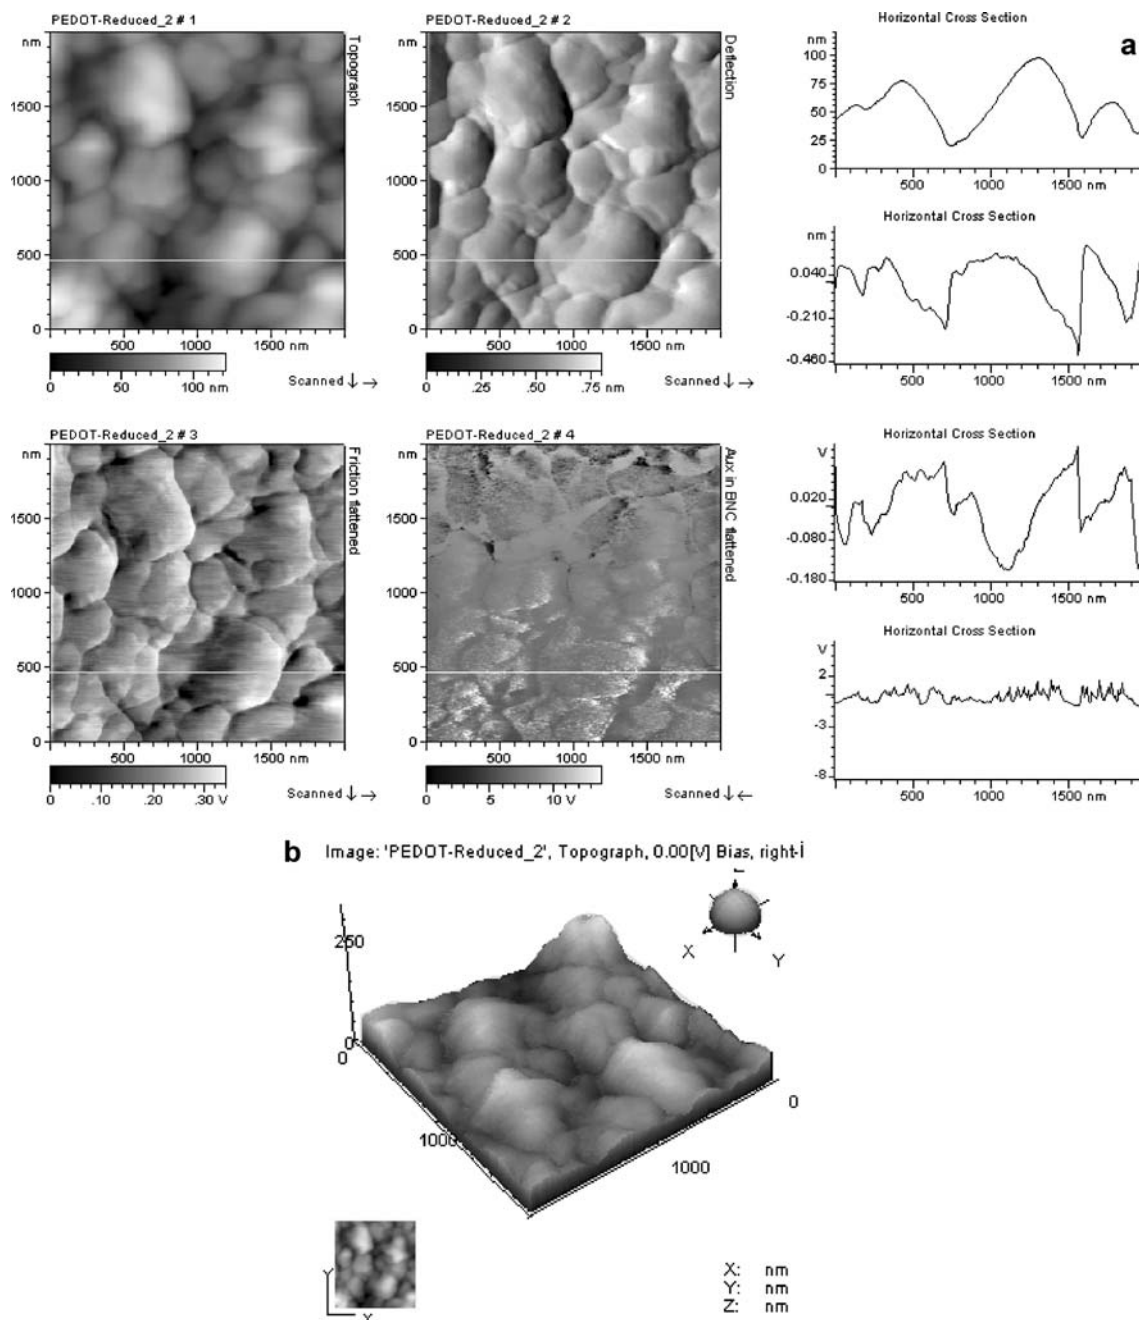 PEDOT-Reduced_2 # 1
nm
1500
1000
500
0
500 1000 1500 nm
0 50 100 nm
Scanned ↓ →
Topograph
PEDOT-Reduced_2 # 2
nm
1500
1000
500
0
500 1000 1500 nm
0 .25 .50 .75 nm
Scanned ↓ →
Deflection
Horizontal Cross Section
a
nm
100
75
50
25
0
500 1000 1500 nm
Horizontal Cross Section
nm
0.040
-0.210
-0.460
500 1000 1500 nm
PEDOT-Reduced_2 # 3
nm
1500
1000
500
0
500 1000 1500 nm
0 .10 .20 .30 V
Scanned ↓ →
Friction flattened
PEDOT-Reduced_2 # 4
nm
1500
1000
500
0
500 1000 1500 nm
0 5 10 V
Scanned ↓ ←
Aux in BNC flattened
Horizontal Cross Section
V
0.020
-0.080
-0.180
500 1000 1500 nm
Horizontal Cross Section
V
2
-3
-8
500 1000 1500 nm
b
Image: 'PEDOT-Reduced_2', Topograph, 0.00[V] Bias, right-
250
0
0
1000
1000
0
X
Y
Y
X
X: nm
Y: nm
Z: nm